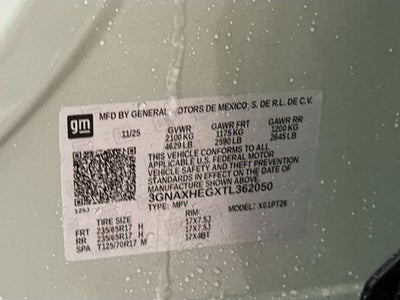 gm
MFD BY GENERAL MOTORS DE MEXICO, S. DE R.L. DE C.V.
11/25 GVWR GAWR FRT GAWR RR
2100 KG 1175 KG 1200 KG
4629 LB 2590 LB 2645 LB
THIS VEHICLE CONFORMS TO ALL
APPLICABLE U.S. FEDERAL MOTOR
VEHICLE SAFETY AND THEFT PREVENTION
STANDARDS IN EFFECT ON THE DATE OF
MANUFACTURE SHOWN ABOVE.
3GNAXHEGXTL362050
TYPE: MPV MODEL: X01PT26
TIRE SIZE RIM:
FRT 235/65R17 H 17X7.5J
RR 235/65R17 H 17X7.5J
SPA T125/70R17 M 17X4BT